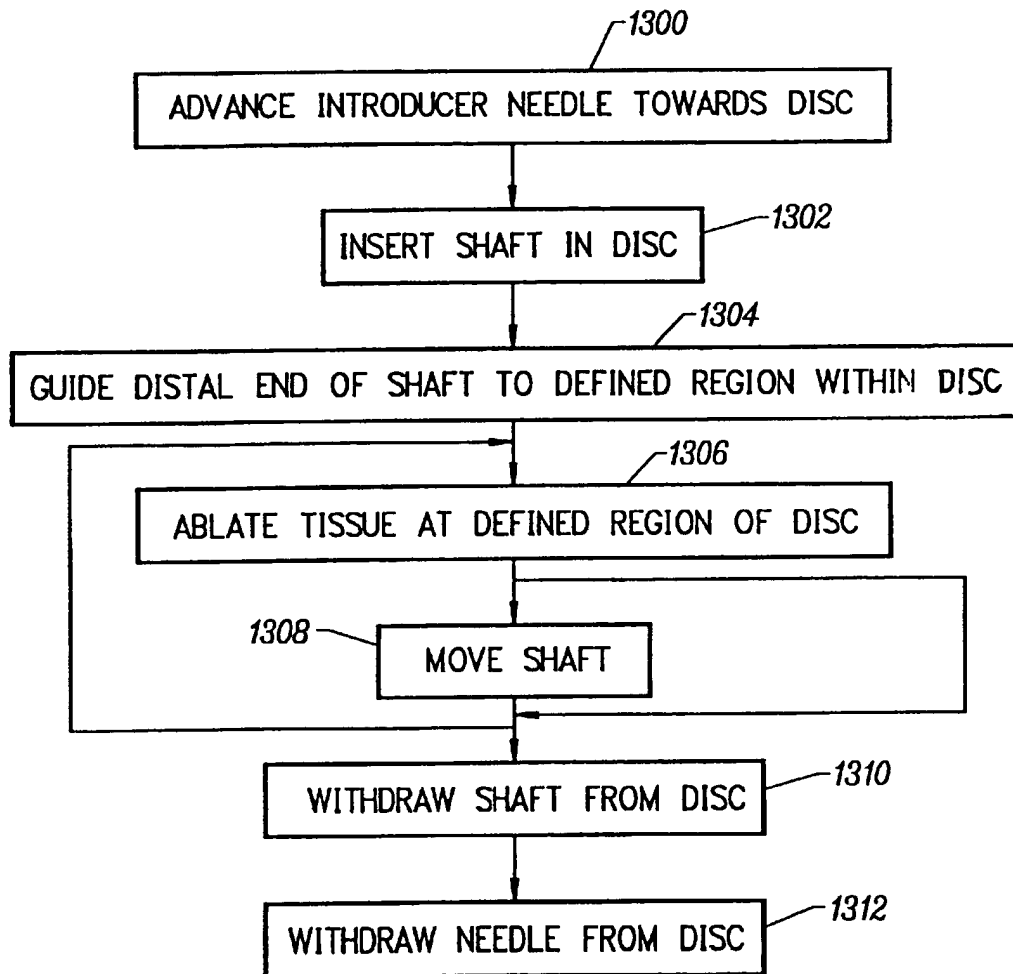 1300
ADVANCE INTRODUCER NEEDLE TOWARDS DISC
1302
INSERT SHAFT IN DISC
1304
GUIDE DISTAL END OF SHAFT TO DEFINED REGION WITHIN DISC
1306
ABLATE TISSUE AT DEFINED REGION OF DISC
1308
MOVE SHAFT
1310
WITHDRAW SHAFT FROM DISC
1312
WITHDRAW NEEDLE FROM DISC